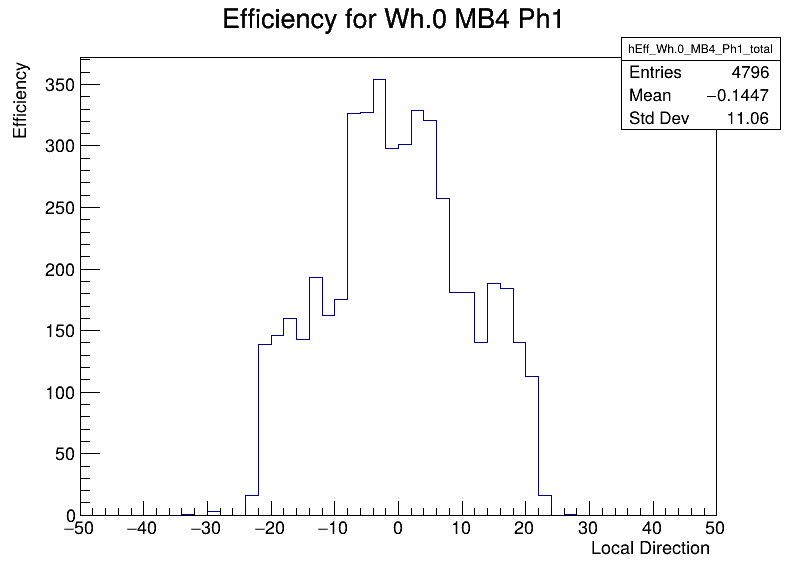 Efficiency for Wh.0 MB4 Ph1
hEff_Wh.0_MB4_Ph1_total
Entries 4796
Mean −0.1447
Std Dev 11.06
Efficiency
350
300
250
200
150
100
50
0
−50 −40 −30 −20 −10 0 10 20 30 40 50
Local Direction